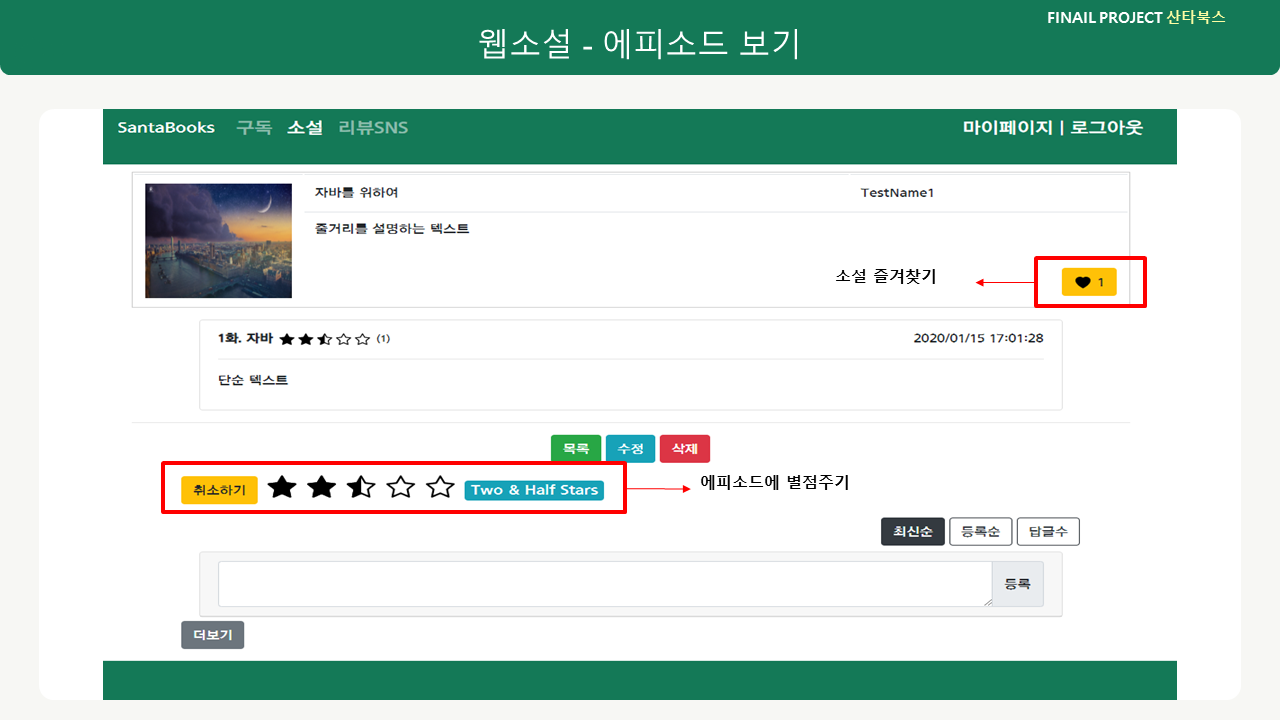 FINAIL PROJECT 산타북스
웹소설 - 에피소드 보기
SantaBooks 구독 소설 리뷰SNS 마이페이지 | 로그아웃
자바를 위하여 TestName1
줄거리를 설명하는 텍스트
소설 즐겨찾기 1
1화. 자바 (1) 2020/01/15 17:01:28
단순 텍스트
목록 수정 삭제
취소하기 Two & Half Stars 에피소드에 별점주기
최신순 등록순 답글수
등록
더보기